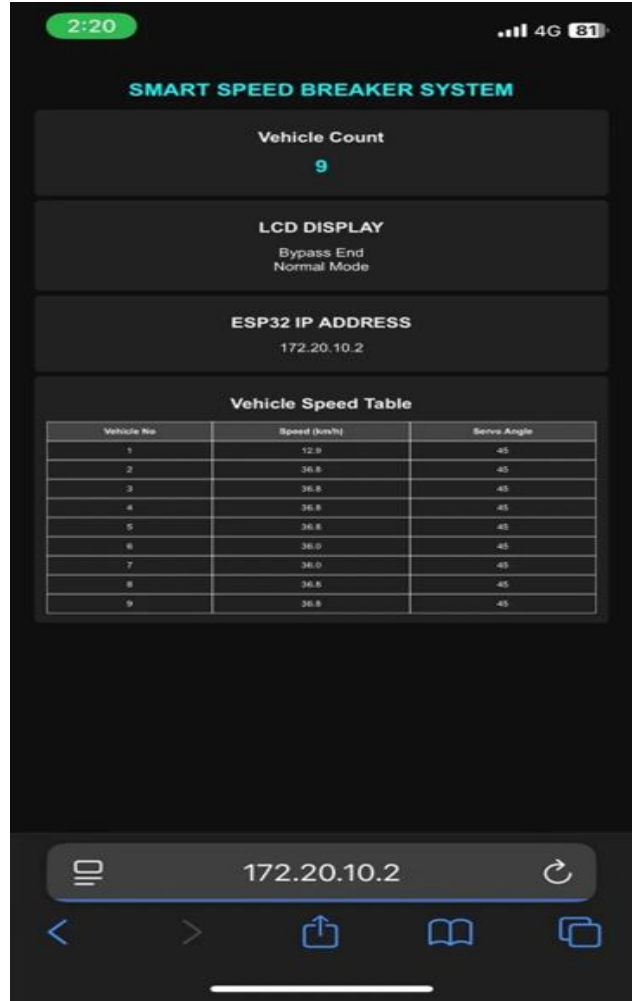 2:20
4G 81
SMART SPEED BREAKER SYSTEM
Vehicle Count
9
LCD DISPLAY
Bypass End
Normal Mode
ESP32 IP ADDRESS
172.20.10.2
Vehicle Speed Table
Vehicle No Speed (km/h) Servo Angle
1 12.9 45
2 36.8 45
3 36.8 45
4 36.8 45
5 36.8 45
6 36.0 45
7 36.0 45
8 36.8 45
9 36.8 45
172.20.10.2